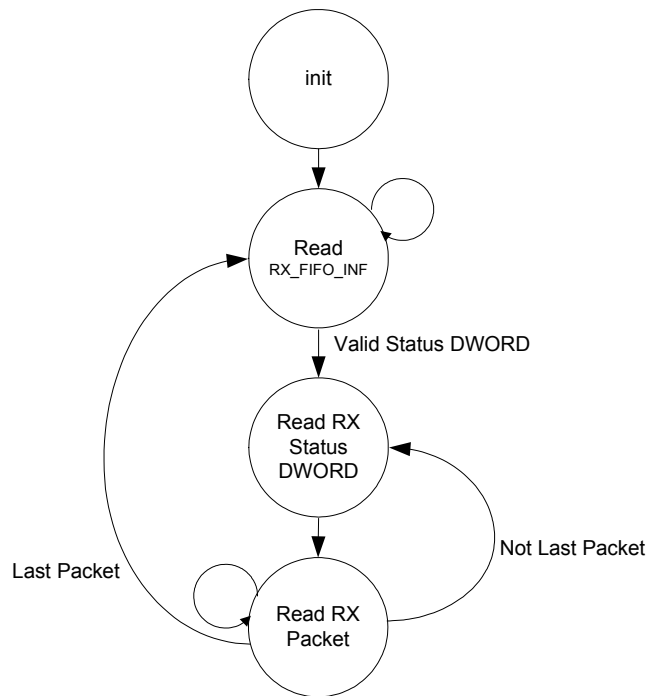 init
Read
RX_FIFO_INF
Valid Status DWORD
Read RX
Status
DWORD
Not Last Packet
Last Packet
Read RX
Packet